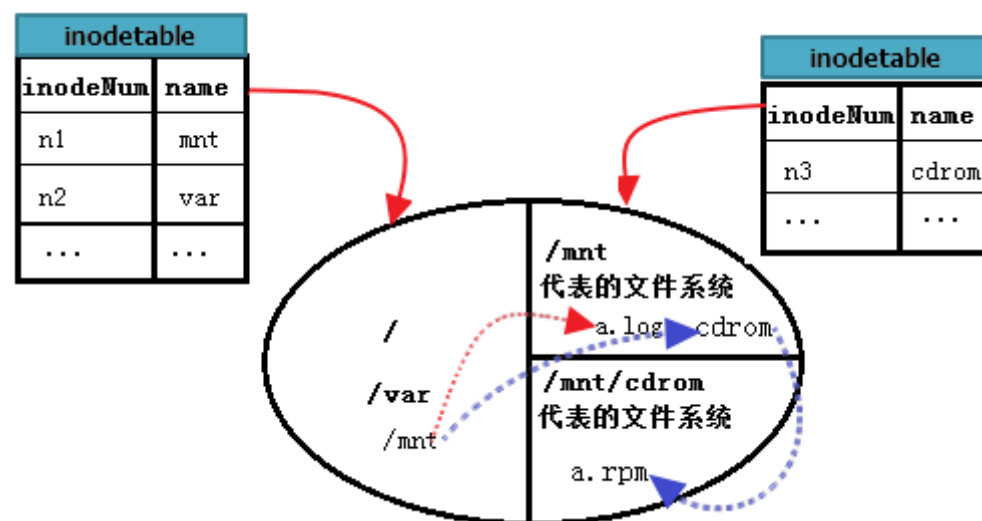 inodetable
inodeNum name
n1 mnt
n2 var
... ...
inodetable
inodeNum name
n3 cdrom
... ...
/mnt
代表的文件系统
a.log cdrom
/
/var
/mnt
/mnt/cdrom
代表的文件系统
a.rpm